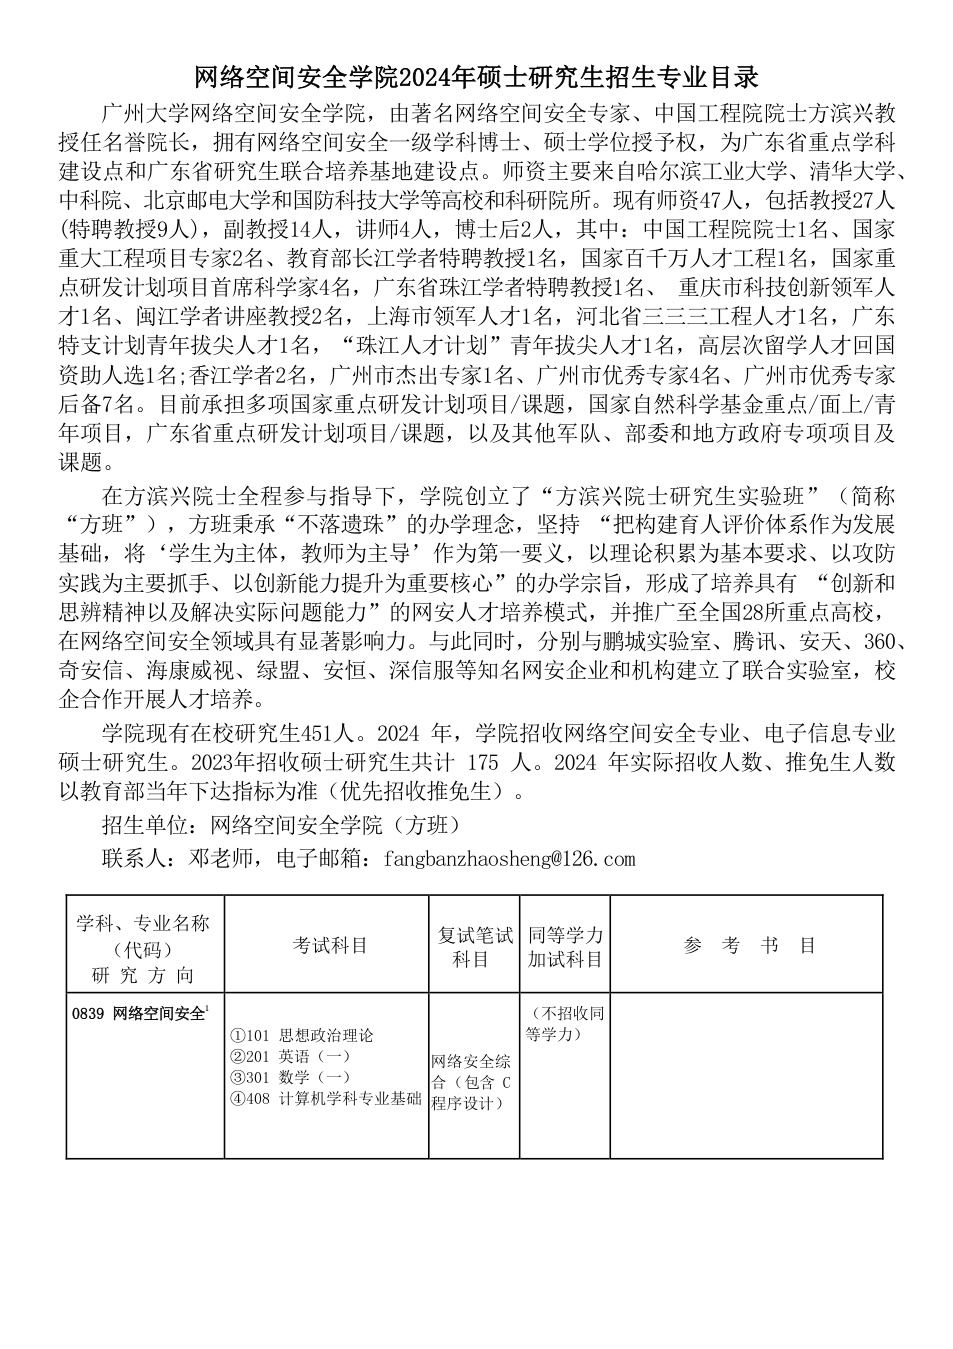 网络空间安全学院2024年硕士研究生招生专业目录
广州大学网络空间安全学院，由著名网络空间安全专家、中国工程院院士方滨兴教
授任名誉院长，拥有网络空间安全一级学科博士、硕士学位授予权，为广东省重点学科
建设点和广东省研究生联合培养基地建设点。师资主要来自哈尔滨工业大学、清华大学、
中科院、北京邮电大学和国防科技大学等高校和科研院所。现有师资47人，包括教授27人
(特聘教授9人)，副教授14人，讲师4人，博士后2人，其中：中国工程院院士1名、国家
重大工程项目专家2名、教育部长江学者特聘教授1名，国家百千万人才工程1名，国家重
点研发计划项目首席科学家4名，广东省珠江学者特聘教授1名、 重庆市科技创新领军人
才1名、闽江学者讲座教授2名，上海市领军人才1名，河北省三三三工程人才1名，广东
特支计划青年拔尖人才1名，“珠江人才计划”青年拔尖人才1名，高层次留学人才回国
资助人选1名;香江学者2名，广州市杰出专家1名、广州市优秀专家4名、广州市优秀专家
后备7名。目前承担多项国家重点研发计划项目/课题，国家自然科学基金重点/面上/青
年项目，广东省重点研发计划项目/课题，以及其他军队、部委和地方政府专项项目及
课题。
在方滨兴院士全程参与指导下，学院创立了“方滨兴院士研究生实验班”（简称
“方班”），方班秉承“不落遗珠”的办学理念，坚持 “把构建育人评价体系作为发展
基础，将‘学生为主体，教师为主导’作为第一要义，以理论积累为基本要求、以攻防
实践为主要抓手、以创新能力提升为重要核心”的办学宗旨，形成了培养具有 “创新和
思辨精神以及解决实际问题能力”的网安人才培养模式，并推广至全国28所重点高校，
在网络空间安全领域具有显著影响力。与此同时，分别与鹏城实验室、腾讯、安天、360、
奇安信、海康威视、绿盟、安恒、深信服等知名网安企业和机构建立了联合实验室，校
企合作开展人才培养。
学院现有在校研究生451人。2024 年，学院招收网络空间安全专业、电子信息专业
硕士研究生。2023年招收硕士研究生共计 175 人。2024 年实际招收人数、推免生人数
以教育部当年下达指标为准（优先招收推免生）。
招生单位：网络空间安全学院（方班）
联系人：邓老师，电子邮箱：fangbanzhaosheng@126.com
学科、专业名称
（代码）
研 究 方 向
考试科目
复试笔试
科目
同等学力
加试科目
参 考 书 目
0839 网络空间安全1
①101 思想政治理论
②201 英语（一）
③301 数学（一）
④408 计算机学科专业基础
网络安全综
合（包含 C
程序设计）
（不招收同
等学力）